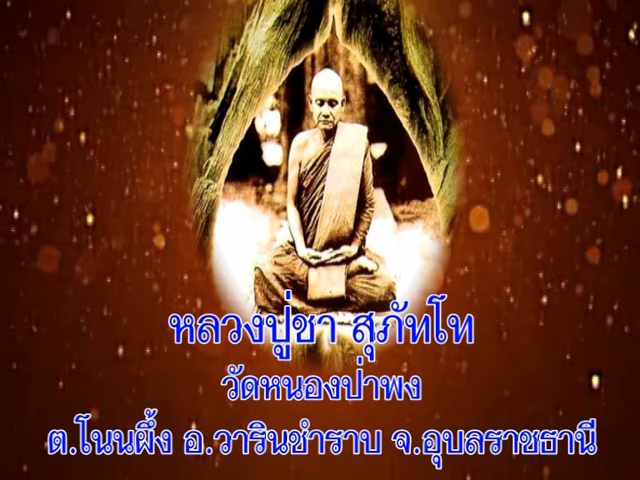 หลวงปู่ชา สุภัทโท
วัดหนองป่าพง
ต.โนนผึ้ง อ.วารินชำราบ จ.อุบลราชธานี